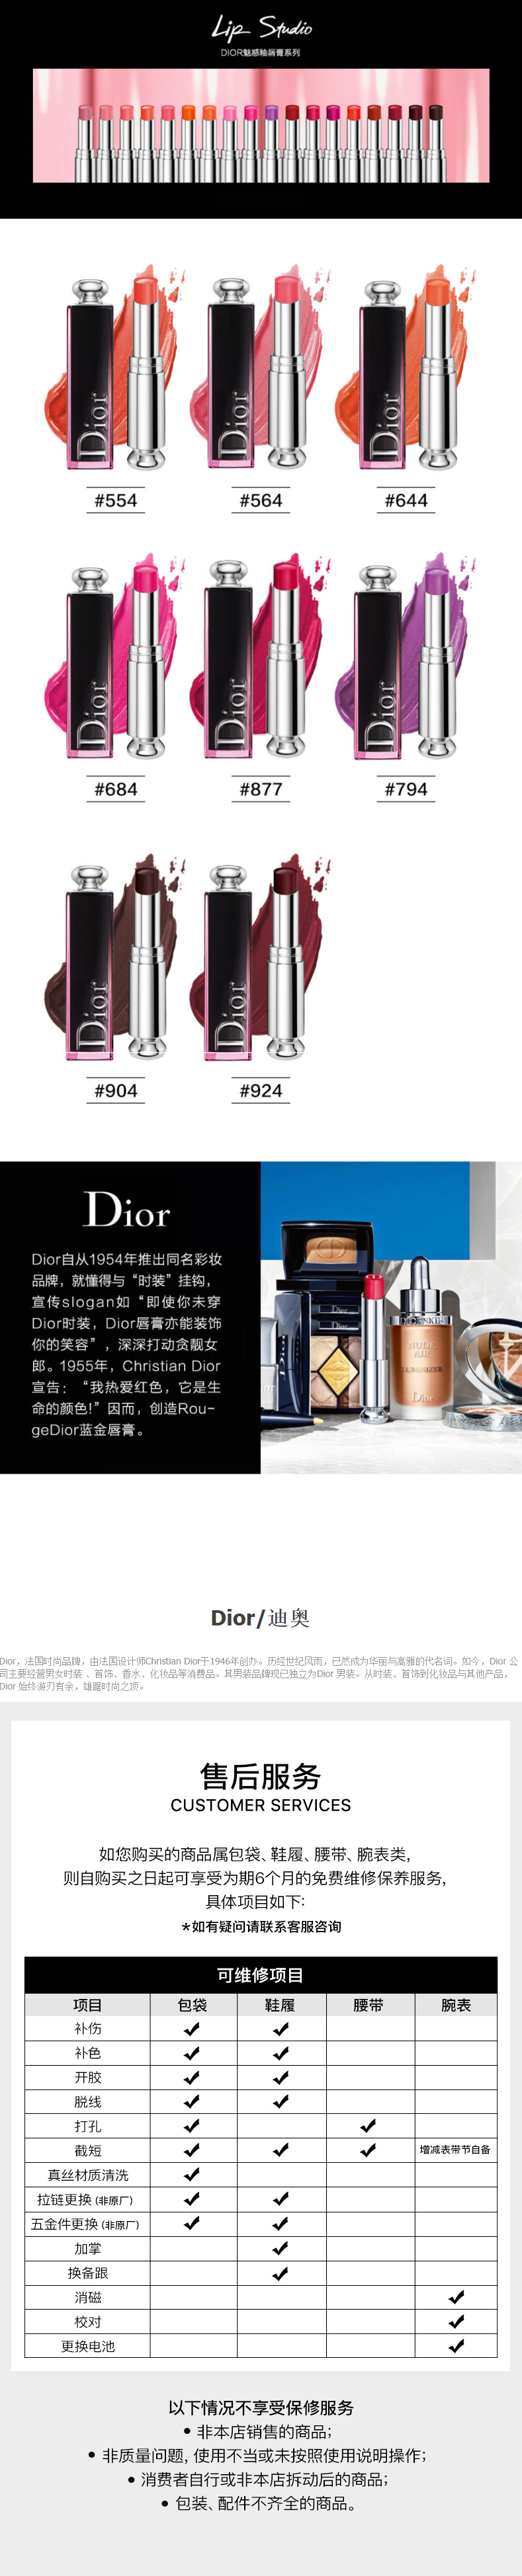 Lip Studio
DIOR魅惑釉唇膏系列
Dior
Dior
Dior
#554
#564
#644
Dior
Dior
Dior
#684
#877
#794
Dior
Dior
#904
#924
Dior
Dior自从1954年推出同名彩妆
品牌，就懂得与“时装”挂钩，
宣传slogan如“即使你未穿
Dior时装，Dior唇膏亦能装饰
你的笑容”，深深打动贪靓女
郎。1955年，Christian Dior
宣告：“我热爱红色，它是生
命的颜色!”因而，创造Rou-
geDior蓝金唇膏。
Dior
Dior
DIORSKIN
NUDE
AIR
LUMINIZER
Dior
Dior/迪奥
Dior，法国时尚品牌，由法国设计师Christian Dior于1946年创办。历经世纪风雨，已然成为华丽与高雅的代名词。如今，Dior 公
司主要经营男女时装 、首饰、香水、化妆品等消费品。其男装品牌现已独立为Dior 男装。从时装、首饰到化妆品与其他产品，
Dior 始终游刃有余，雄踞时尚之顶。
售后服务
CUSTOMER SERVICES
如您购买的商品属包袋、鞋履、腰带、腕表类，
则自购买之日起可享受为期6个月的免费维修保养服务，
具体项目如下：
*如有疑问请联系客服咨询
可维修项目
项目 包袋 鞋履 腰带 腕表
补伤 ✔ ✔
补色 ✔ ✔
开胶 ✔ ✔
脱线 ✔ ✔
打孔 ✔ ✔
截短 ✔ ✔ ✔ 增减表带节自备
真丝材质清洗 ✔
拉链更换 (非原厂) ✔ ✔
五金件更换 (非原厂) ✔ ✔
加掌 ✔
换备跟 ✔
消磁 ✔
校对 ✔
更换电池 ✔
以下情况不享受保修服务
• 非本店销售的商品；
• 非质量问题，使用不当或未按照使用说明操作；
• 消费者自行或非本店拆动后的商品；
• 包装、配件不齐全的商品。